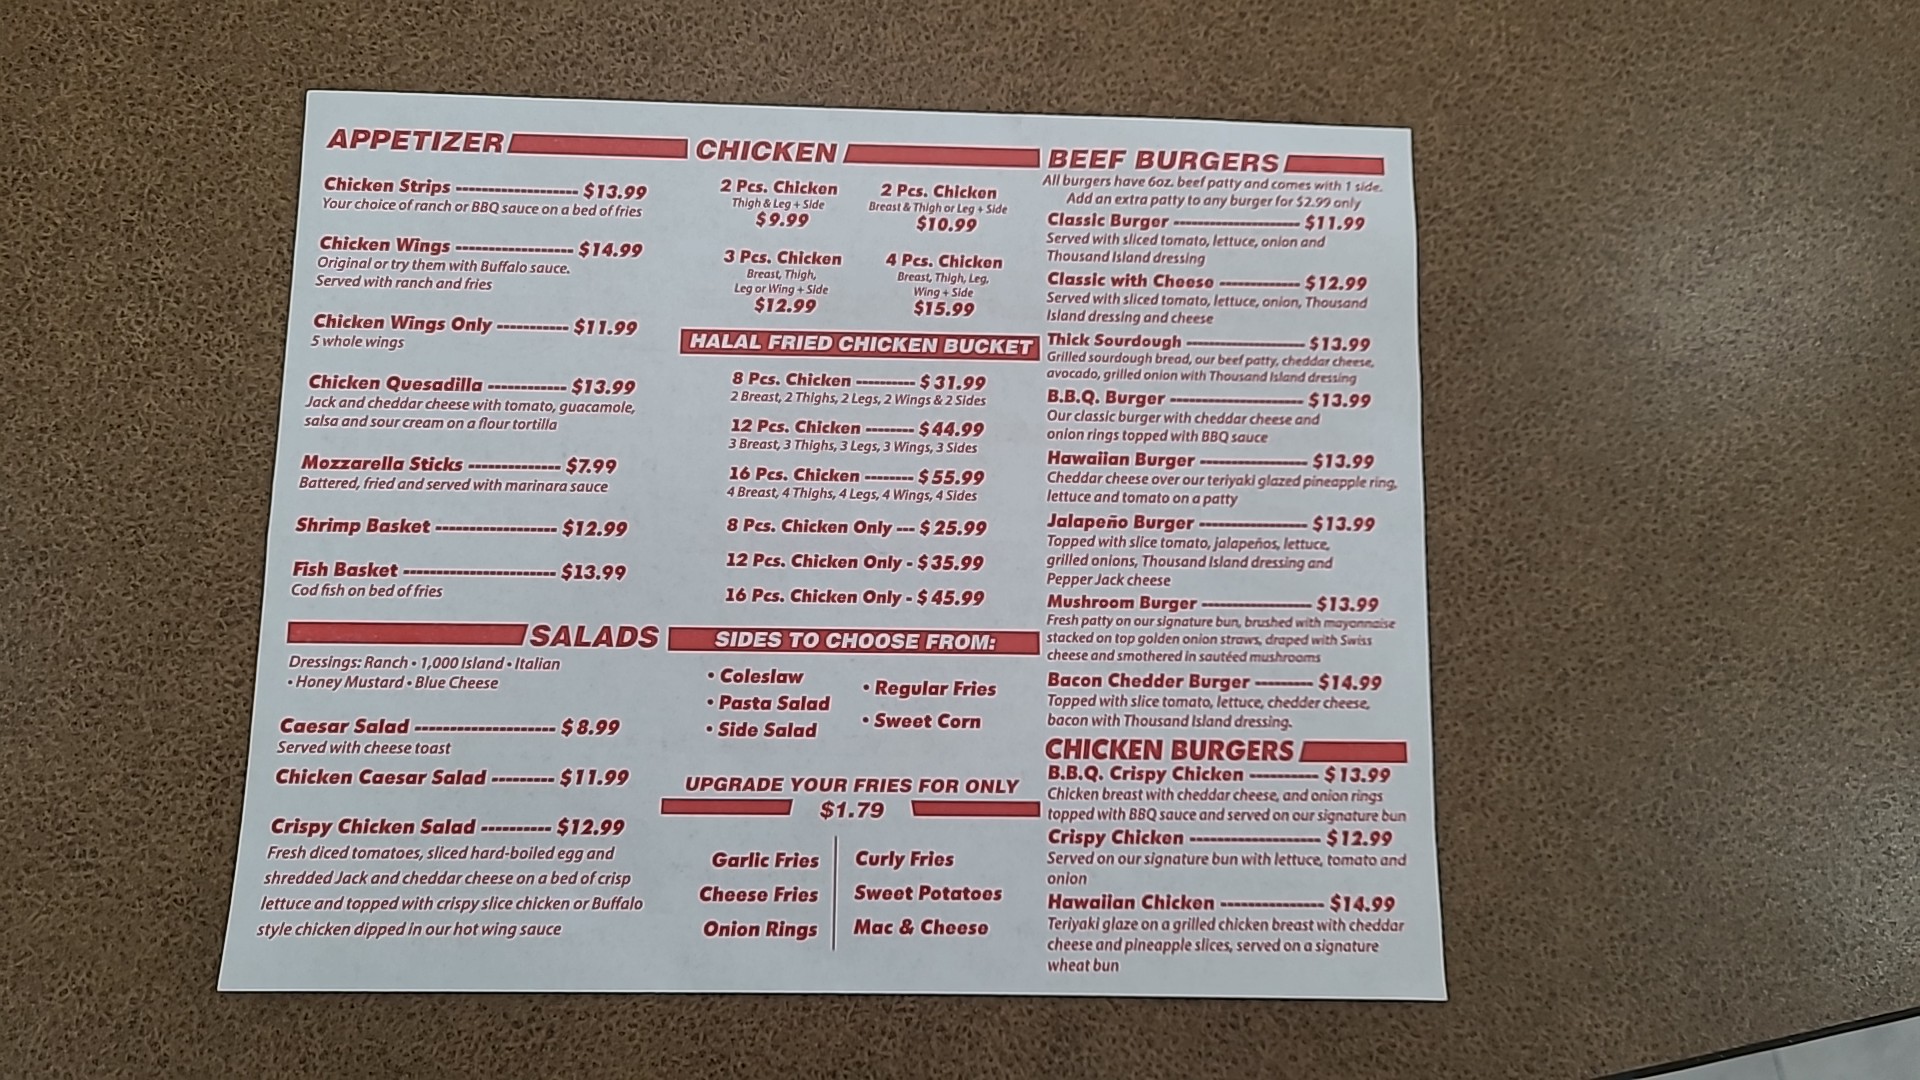 APPETIZER
Chicken Strips ------------------- $13.99
Your choice of ranch or BBQ sauce on a bed of fries
Chicken Wings ------------------ $14.99
Original or try them with Buffalo sauce.
Served with ranch and fries
Chicken Wings Only ----------- $11.99
5 whole wings
Chicken Quesadilla ------------ $13.99
Jack and cheddar cheese with tomato, guacamole,
salsa and sour cream on a flour tortilla
Mozzarella Sticks -------------- $7.99
Battered, fried and served with marinara sauce
Shrimp Basket ------------------- $12.99
Fish Basket ------------------------ $13.99
Cod fish on bed of fries
SALADS
Dressings: Ranch • 1,000 Island • Italian
• Honey Mustard • Blue Cheese
Caesar Salad ---------------------- $8.99
Served with cheese toast
Chicken Caesar Salad --------- $11.99
Crispy Chicken Salad ---------- $12.99
Fresh diced tomatoes, sliced hard-boiled egg and
shredded Jack and cheddar cheese on a bed of crisp
lettuce and topped with crispy slice chicken or Buffalo
style chicken dipped in our hot wing sauce
CHICKEN
2 Pcs. Chicken
Thigh & Leg + Side
$9.99
2 Pcs. Chicken
Breast & Thigh or Leg + Side
$10.99
3 Pcs. Chicken
Breast, Thigh,
Leg or Wing + Side
$12.99
4 Pcs. Chicken
Breast, Thigh, Leg,
Wing + Side
$15.99
HALAL FRIED CHICKEN BUCKET
8 Pcs. Chicken ---------- $31.99
2 Breast, 2 Thighs, 2 Legs, 2 Wings & 2 Sides
12 Pcs. Chicken -------- $44.99
3 Breast, 3 Thighs, 3 Legs, 3 Wings, 3 Sides
16 Pcs. Chicken -------- $55.99
4 Breast, 4 Thighs, 4 Legs, 4 Wings, 4 Sides
8 Pcs. Chicken Only --- $25.99
12 Pcs. Chicken Only - $35.99
16 Pcs. Chicken Only - $45.99
SIDES TO CHOOSE FROM:
• Coleslaw
• Pasta Salad
• Side Salad
• Regular Fries
• Sweet Corn
UPGRADE YOUR FRIES FOR ONLY
$1.79
Garlic Fries
Cheese Fries
Onion Rings
Curly Fries
Sweet Potatoes
Mac & Cheese
BEEF BURGERS
All burgers have 6oz. beef patty and comes with 1 side.
Add an extra patty to any burger for $2.99 only
Classic Burger -------------------- $11.99
Served with sliced tomato, lettuce, onion and
Thousand Island dressing
Classic with Cheese ------------- $12.99
Served with sliced tomato, lettuce, onion, Thousand
Island dressing and cheese
Thick Sourdough ------------------ $13.99
Grilled sourdough bread, our beef patty, cheddar cheese,
avocado, grilled onion with Thousand Island dressing
B.B.Q. Burger --------------------- $13.99
Our classic burger with cheddar cheese and
onion rings topped with BBQ sauce
Hawaiian Burger ----------------- $13.99
Cheddar cheese over our teriyaki glazed pineapple ring,
lettuce and tomato on a patty
Jalapeño Burger ----------------- $13.99
Topped with slice tomato, jalapeños, lettuce,
grilled onions, Thousand Island dressing and
Pepper Jack cheese
Mushroom Burger ----------------- $13.99
Fresh patty on our signature bun, brushed with mayonnaise
stacked on top golden onion straws, draped with Swiss
cheese and smothered in sautéed mushrooms
Bacon Chedder Burger --------- $14.99
Topped with slice tomato, lettuce, chedder cheese,
bacon with Thousand Island dressing.
CHICKEN BURGERS
B.B.Q. Crispy Chicken ----------- $13.99
Chicken breast with cheddar cheese, and onion rings
topped with BBQ sauce and served on our signature bun
Crispy Chicken --------------------- $12.99
Served on our signature bun with lettuce, tomato and
onion
Hawaiian Chicken ---------------- $14.99
Teriyaki glaze on a grilled chicken breast with cheddar
cheese and pineapple slices, served on a signature
wheat bun